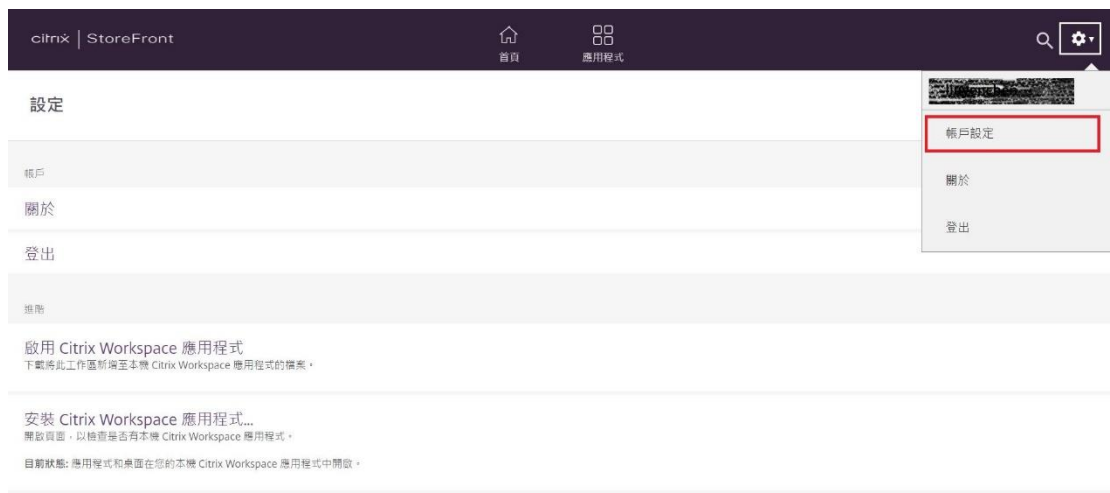 citrix | StoreFront
首頁
應用程式
設定
帳戶設定
關於
登出
帳戶
關於
登出
進階
啟用 Citrix Workspace 應用程式
下載將此工作區新增至本機 Citrix Workspace 應用程式的檔案。
安裝 Citrix Workspace 應用程式...
開啟頁面，以檢查是否有本機 Citrix Workspace 應用程式。
目前狀態: 應用程式和桌面在您的本機 Citrix Workspace 應用程式中開啟。